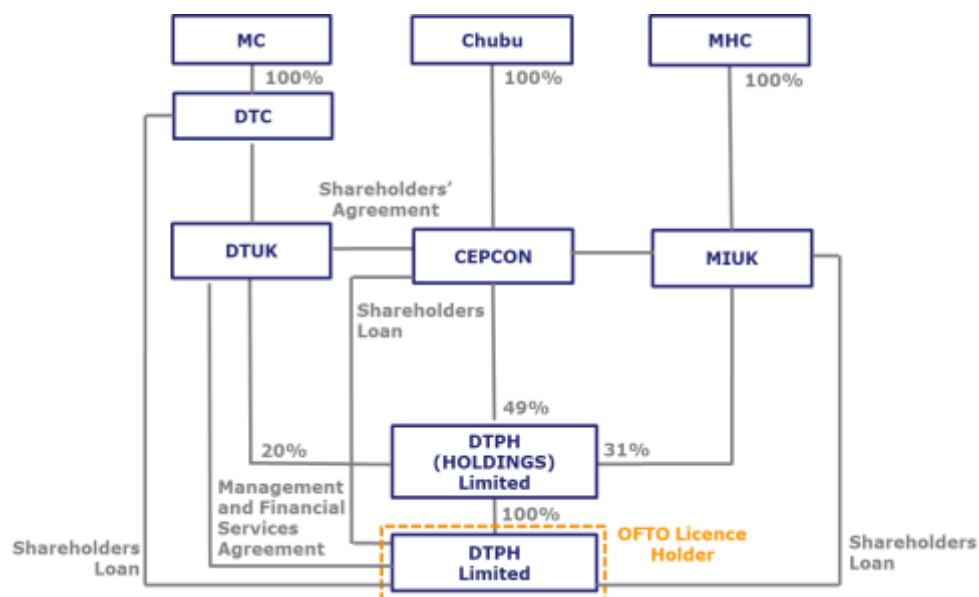 MC
Chubu
MHC
100%
100%
100%
DTC
Shareholders’
Agreement
DTUK
CEPCON
MIUK
Shareholders
Loan
49%
20%
DTPH
(HOLDINGS)
Limited
31%
Management
and Financial
Services
Agreement
100%
OFTO Licence
Holder
Shareholders
Loan
DTPH
Limited
Shareholders
Loan